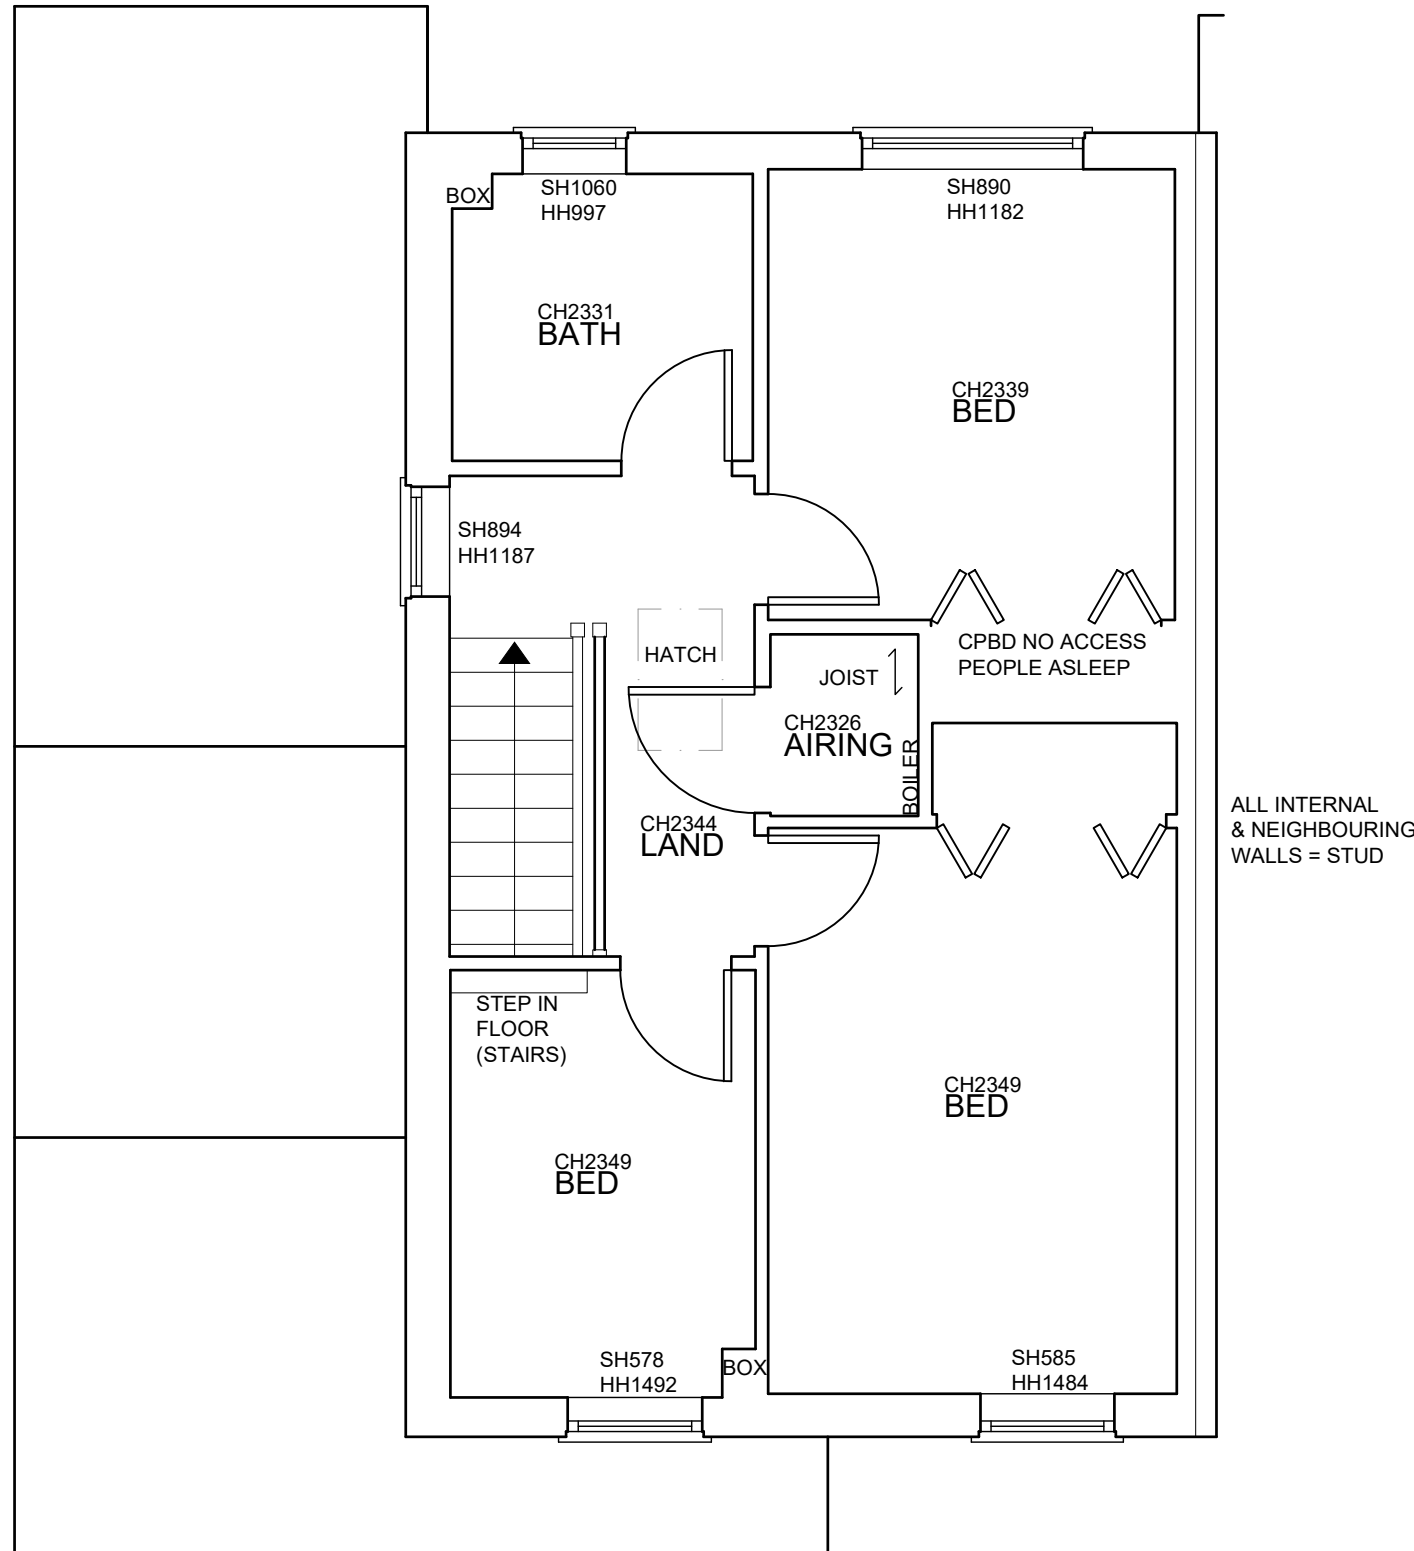 BOX
SH1060
HH997
SH890
HH1182
CH2331
BATH
CH2339
BED
SH894
HH1187
HATCH
CPBD NO ACCESS
PEOPLE ASLEEP
JOIST
CH2326
AIRING
BOILER
CH2344
LAND
ALL INTERNAL
& NEIGHBOURING
WALLS = STUD
STEP IN
FLOOR
(STAIRS)
CH2349
BED
CH2349
BED
SH578
HH1492
BOX
SH585
HH1484